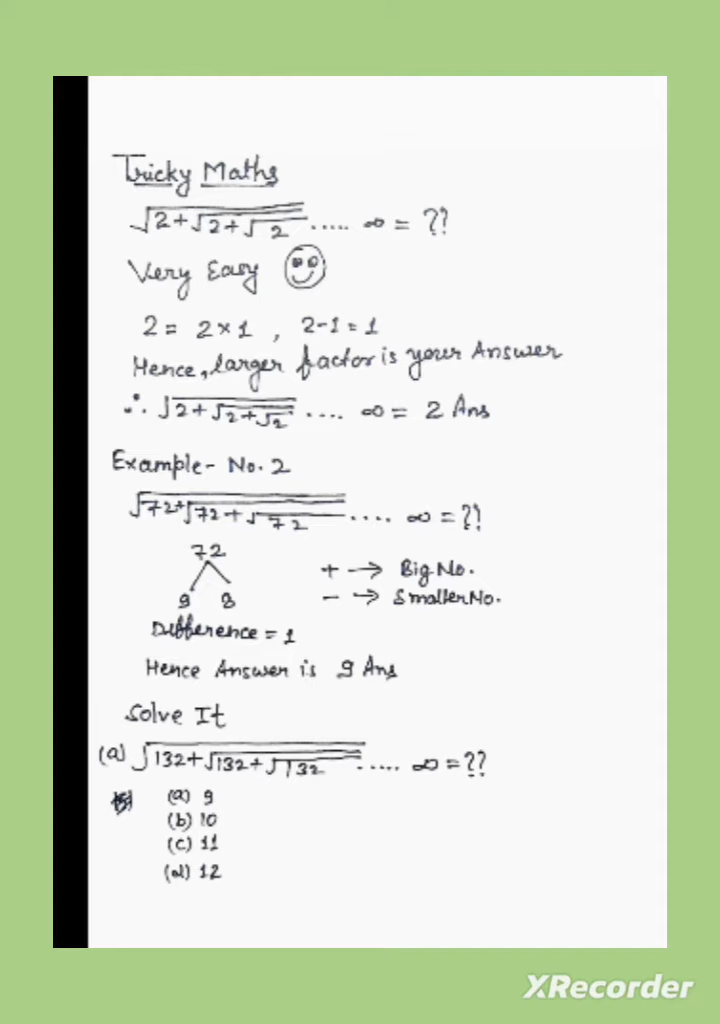 Tricky Maths
√2+√2+√2 ..... ∞ = ??
Very Easy
2 = 2×1 , 2-1=1
Hence, larger factor is your Answer
∴ √2+√2+√2 .... ∞ = 2 Ans
Example- No. 2
√72+√72+√72 .... ∞ = ??
72
+ --> Big No.
9 8
- --> Smaller No.
Difference = 1
Hence Answer is 9 Ans
Solve It
(a) √132+√132+√132 ..... ∞ = ??
(a) 9
(b) 10
(c) 11
(d) 12
XRecorder